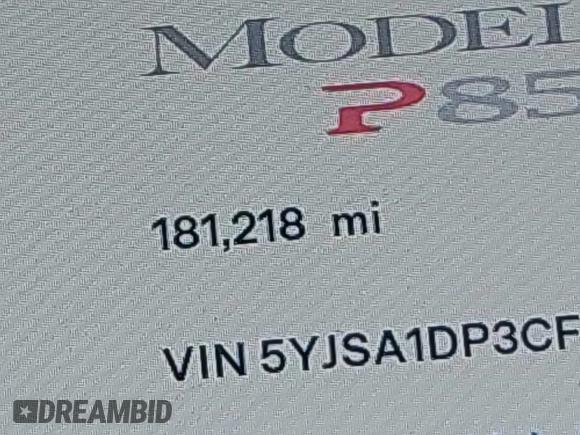 MODEL
P85
181,218 mi
VIN 5YJSA1DP3CF
DREAMBID